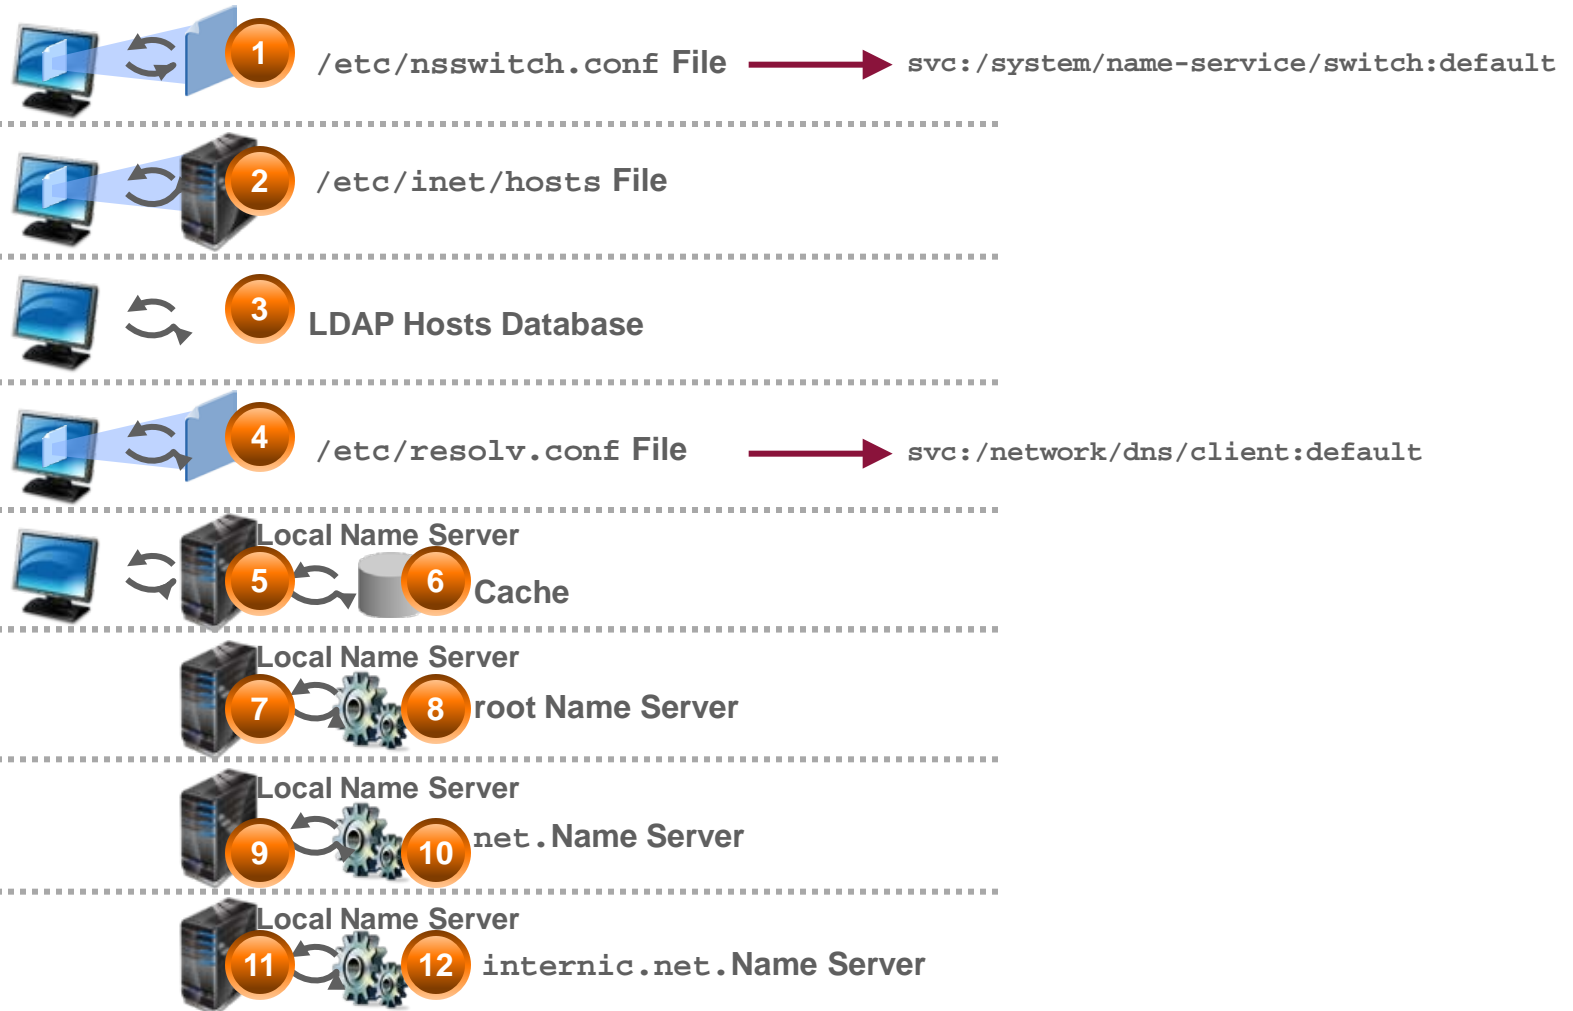 1 /etc/nsswitch.conf File svc:/system/name-service/switch:default
2 /etc/inet/hosts File
3 LDAP Hosts Database
4 /etc/resolv.conf File svc:/network/dns/client:default
Local Name Server
5 6 Cache
Local Name Server
7 8 root Name Server
Local Name Server
9 10 net.Name Server
Local Name Server
11 12 internic.net.Name Server